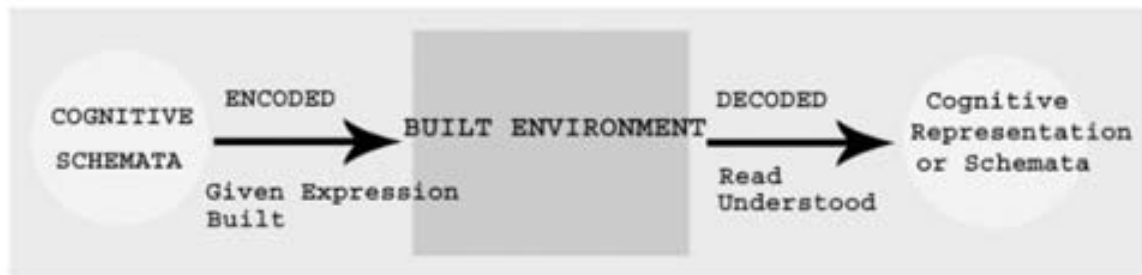 COGNITIVE
SCHEMATA
ENCODED
Given Expression
Built
BUILT ENVIRONMENT
DECODED
Read
Understood
Cognitive
Representation
or Schemata